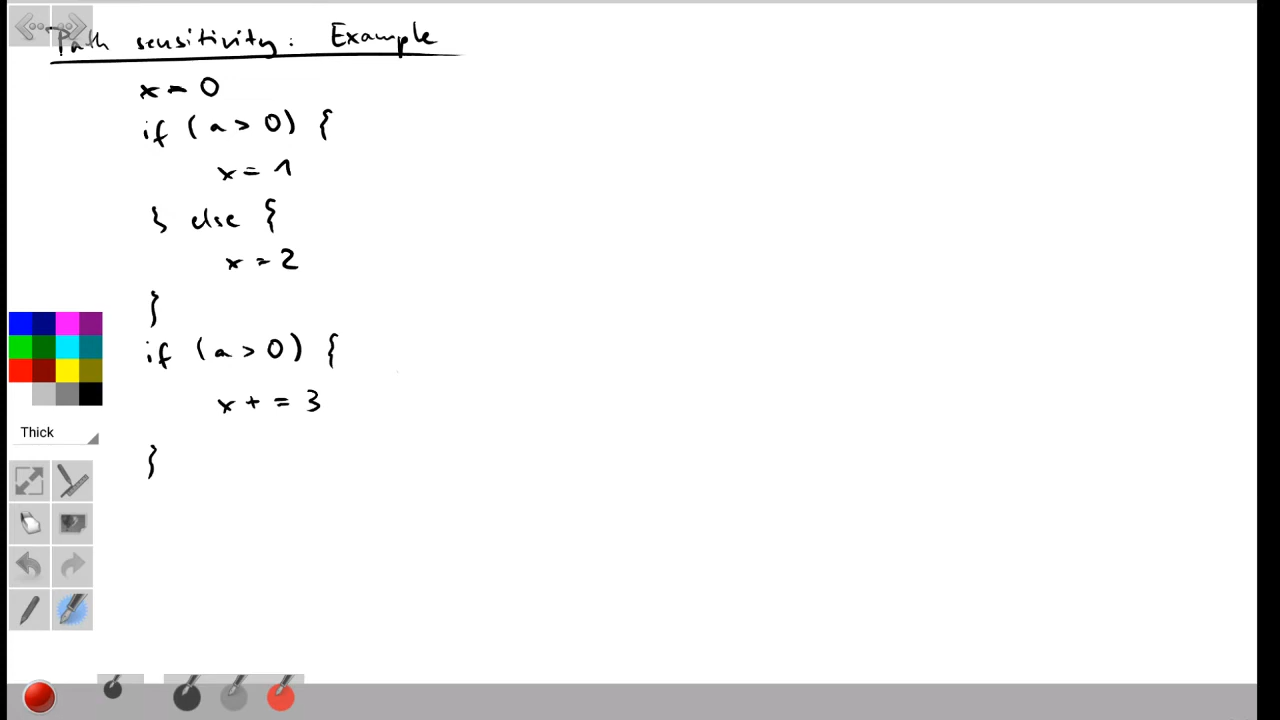 Path sensitivity: Example
x = 0
if (a > 0) {
x = 1
} else {
x = 2
}
if (a > 0) {
x + = 3
}
Thick